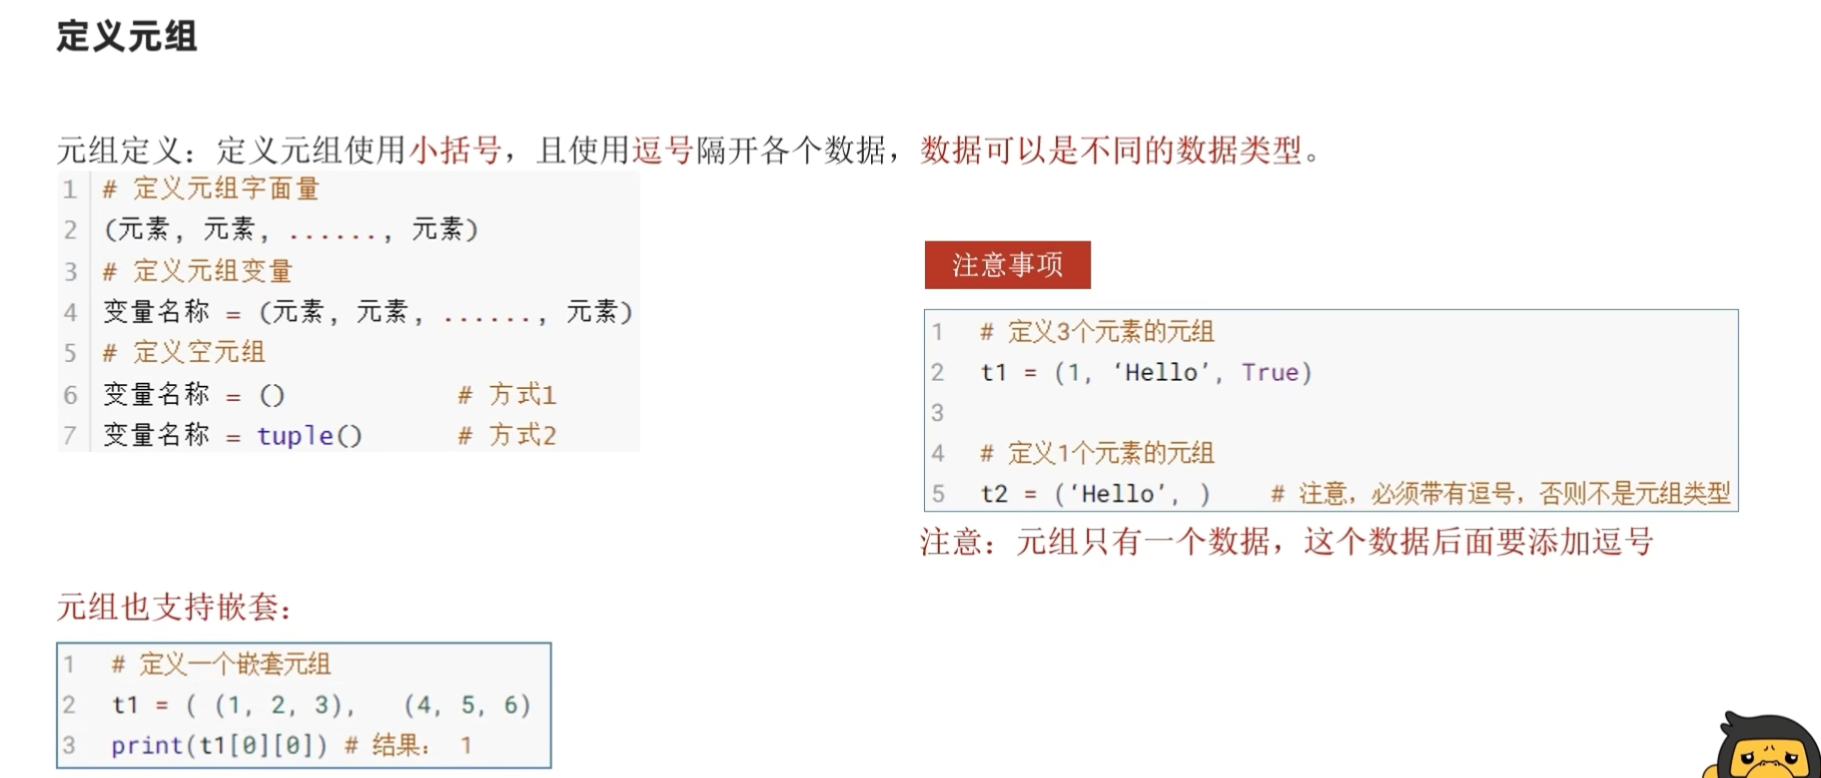 定义元组
元组定义：定义元组使用小括号，且使用逗号隔开各个数据，数据可以是不同的数据类型。
1 # 定义元组字面量
2 (元素, 元素, ......, 元素)
3 # 定义元组变量
4 变量名称 = (元素, 元素, ......, 元素)
5 # 定义空元组
6 变量名称 = () # 方式1
7 变量名称 = tuple() # 方式2
注意事项
1 # 定义3个元素的元组
2 t1 = (1, ‘Hello’, True)
3
4 # 定义1个元素的元组
5 t2 = (‘Hello’, ) # 注意，必须带有逗号，否则不是元组类型
注意：元组只有一个数据，这个数据后面要添加逗号
元组也支持嵌套：
1 # 定义一个嵌套元组
2 t1 = ( (1, 2, 3), (4, 5, 6)
3 print(t1[0][0]) # 结果： 1